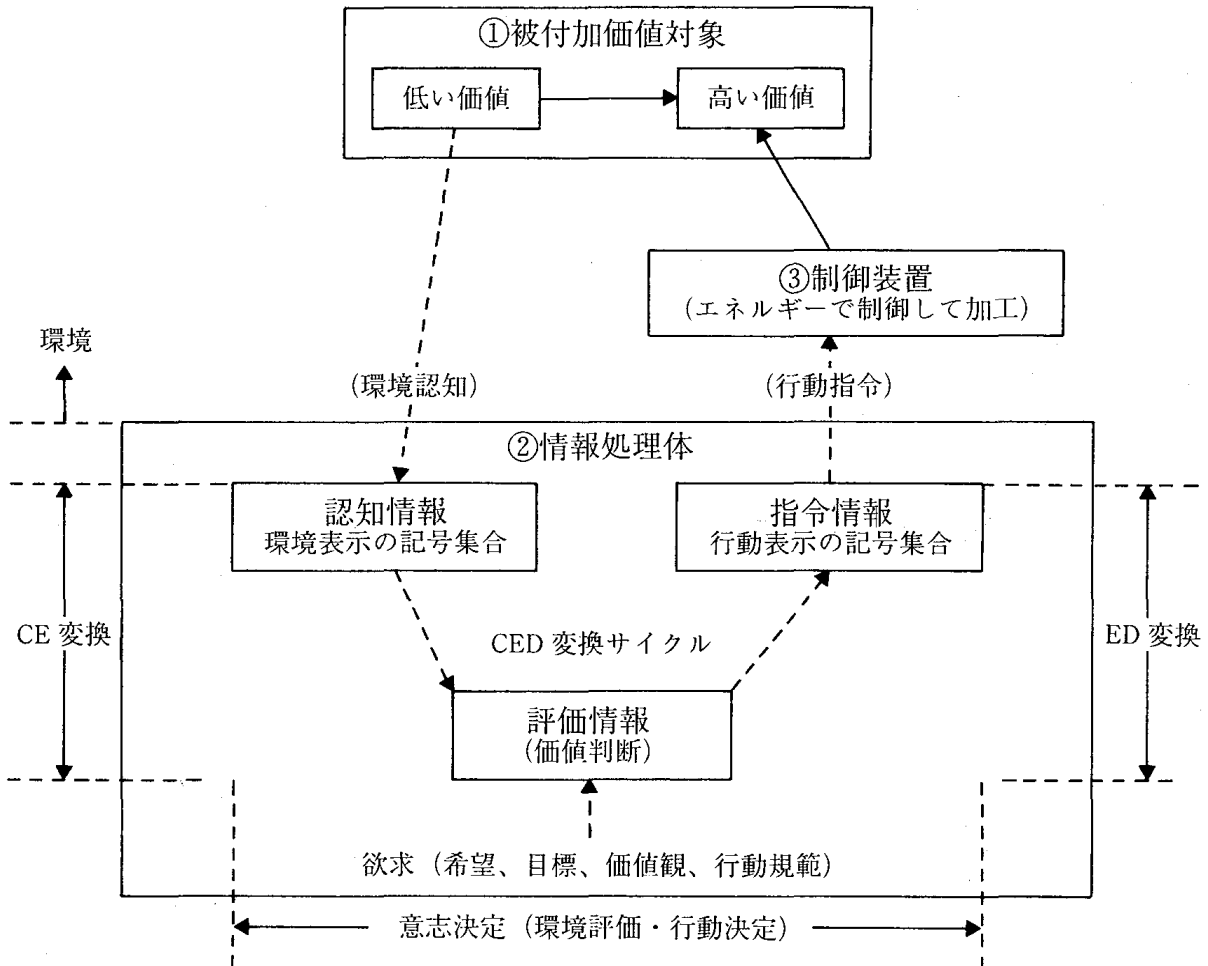 ①被付加価値対象
低い価値
高い価値
③制御装置
(エネルギーで制御して加工)
環境
(環境認知)
(行動指令)
②情報処理体
認知情報
環境表示の記号集合
指令情報
行動表示の記号集合
CE 変換
CED 変換サイクル
ED 変換
評価情報
(価値判断)
欲求(希望、目標、価値観、行動規範)
意志決定(環境評価・行動決定)